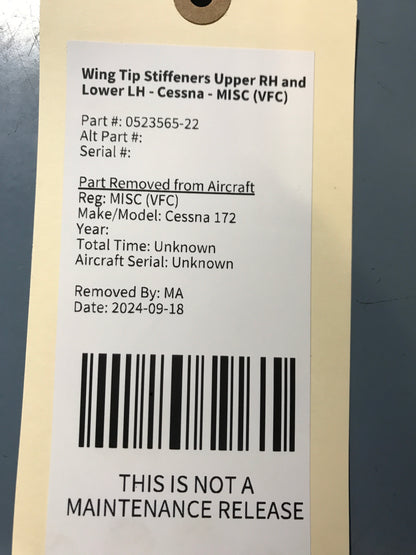 Wing Tip Stiffeners Upper RH and
Lower LH - Cessna - MISC (VFC)
Part #: 0523565-22
Alt Part #:
Serial #:
Part Removed from Aircraft
Reg: MISC (VFC)
Make/Model: Cessna 172
Year:
Total Time: Unknown
Aircraft Serial: Unknown
Removed By: MA
Date: 2024-09-18
THIS IS NOT A
MAINTENANCE RELEASE